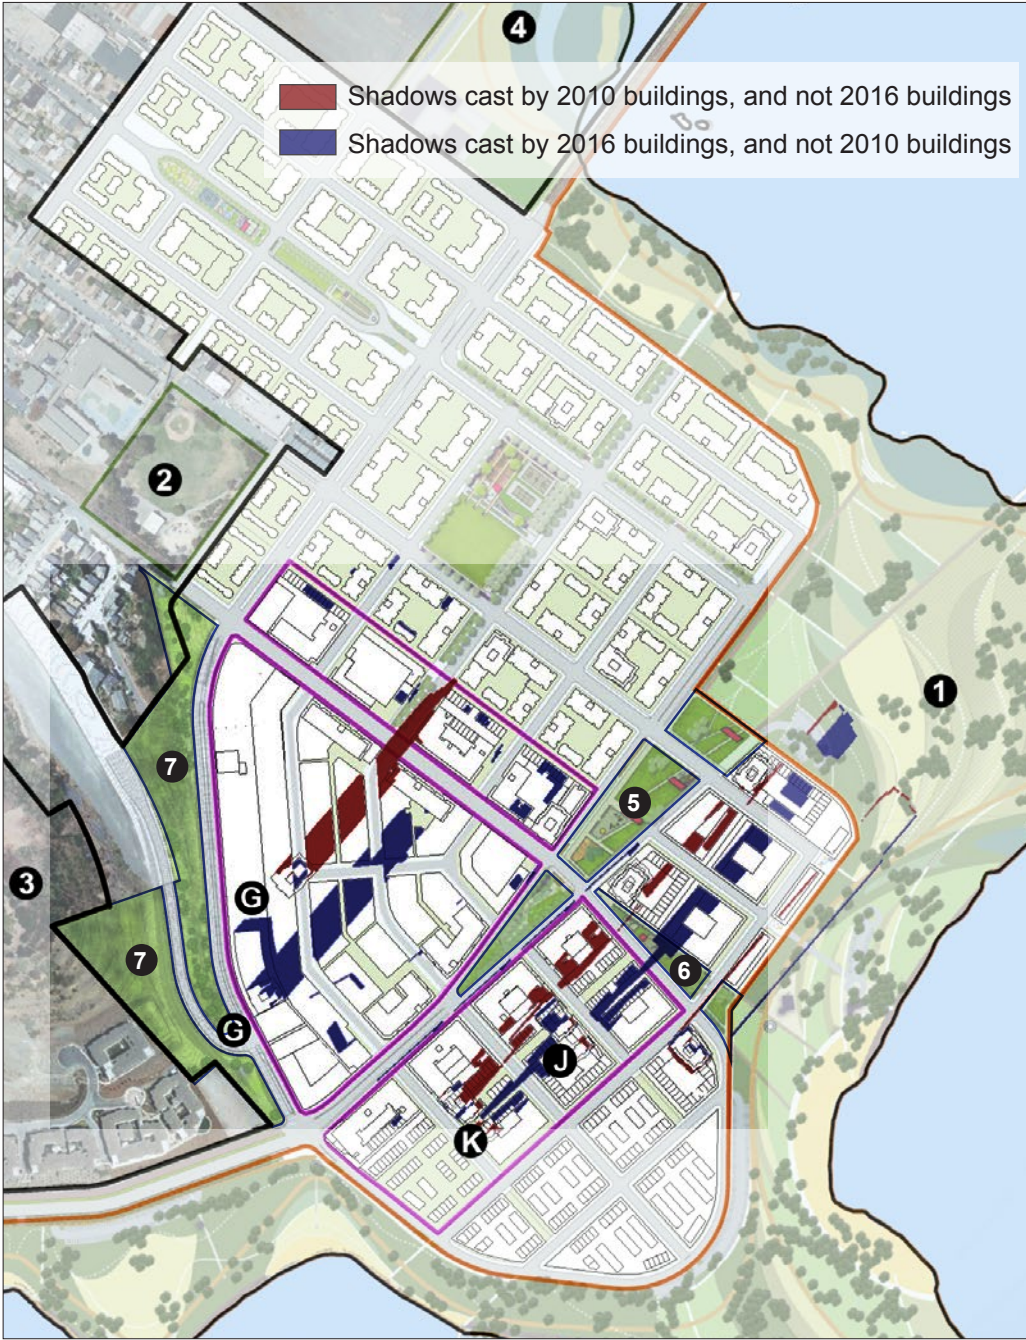 4
Shadows cast by 2010 buildings, and not 2016 buildings
Shadows cast by 2016 buildings, and not 2010 buildings
2
1
7
5
3
G
7
6
G
J
K